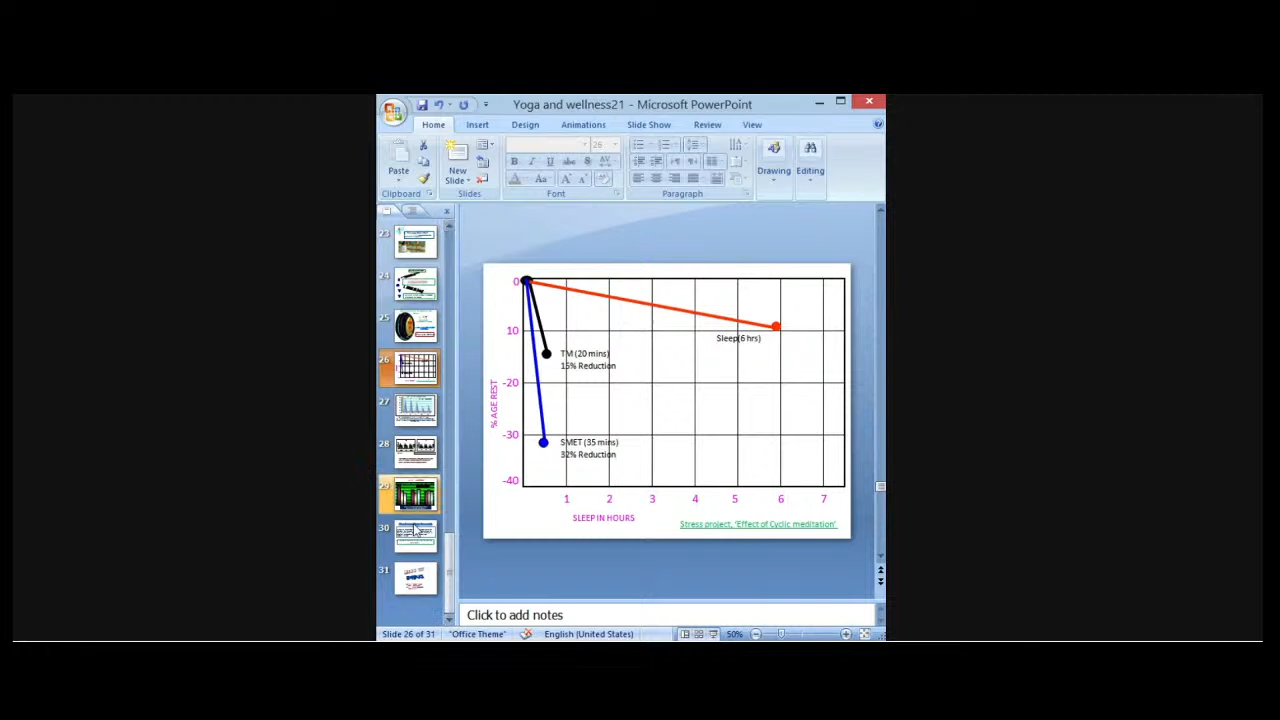 Yoga and wellness21 - Microsoft PowerPoint
Home Insert Design Animations Slide Show Review View
Paste
New
Slide
26
B I U abc S AV
Aa A A
Drawing Editing
Clipboard Slides Font Paragraph
23
24
25
26
27
28
29
30
31
0
10
-20
-30
-40
% AGE REST
Sleep(6 hrs)
TM (20 mins)
15% Reduction
SMET (35 mins)
32% Reduction
1 2 3 4 5 6 7
SLEEP IN HOURS
Stress project, 'Effect of Cyclic meditation'
Click to add notes
Slide 26 of 31 "Office Theme" English (United States) 50%